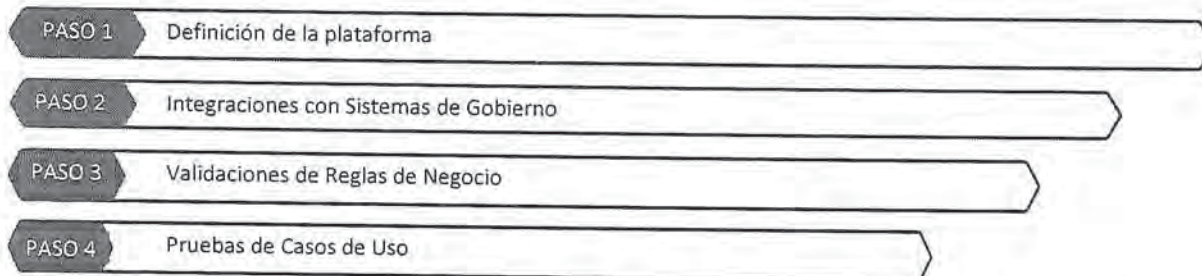 PASO 1 Definición de la plataforma
PASO 2 Integraciones con Sistemas de Gobierno
PASO 3 Validaciones de Reglas de Negocio
PASO 4 Pruebas de Casos de Uso